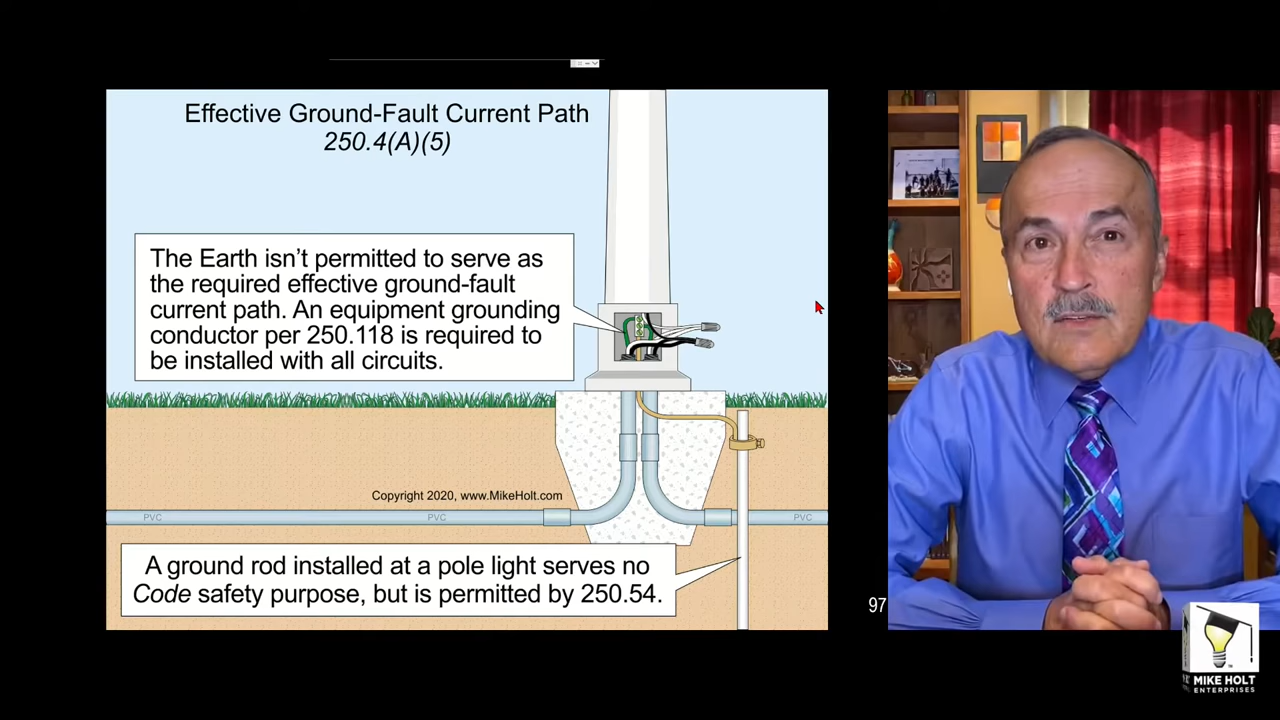 Effective Ground-Fault Current Path
250.4(A)(5)
The Earth isn't permitted to serve as
the required effective ground-fault
current path. An equipment grounding
conductor per 250.118 is required to
be installed with all circuits.
Copyright 2020, www.MikeHolt.com
PVC
PVC
PVC
A ground rod installed at a pole light serves no
Code safety purpose, but is permitted by 250.54.
97
MIKE HOLT
ENTERPRISES